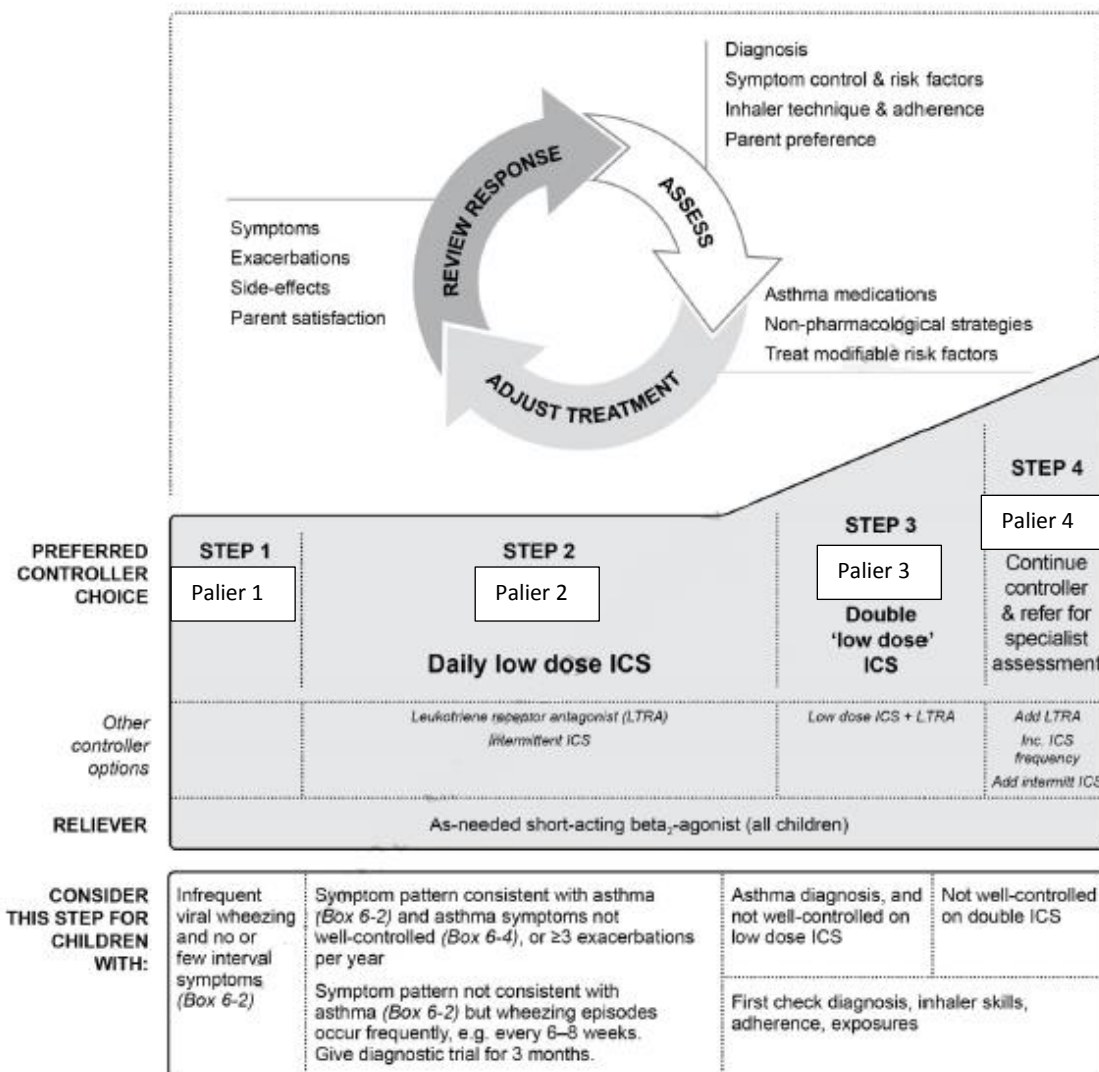 Diagnosis
Symptom control & risk factors
Inhaler technique & adherence
Parent preference
Symptoms
Exacerbations
Side-effects
Parent satisfaction
REVIEW RESPONSE
ASSESS
ADJUST TREATMENT
Asthma medications
Non-pharmacological strategies
Treat modifiable risk factors
PREFERRED
CONTROLLER
CHOICE
STEP 1
Palier 1
STEP 2
Palier 2
Daily low dose ICS
STEP 3
Palier 3
Double
‘low dose’
ICS
STEP 4
Palier 4
Continue
controller
& refer for
specialist
assessment
Other
controller
options
Leukotriene receptor antagonist (LTRA)
Intermittent ICS
Low dose ICS + LTRA
Add LTRA
Inc. ICS
frequency
Add intermitt ICS
RELIEVER
As-needed short-acting beta₂-agonist (all children)
CONSIDER
THIS STEP FOR
CHILDREN
WITH:
Infrequent
viral wheezing
and no or
few interval
symptoms
(Box 6-2)
Symptom pattern consistent with asthma
(Box 6-2) and asthma symptoms not
well-controlled (Box 6-4), or ≥3 exacerbations
per year
Symptom pattern not consistent with
asthma (Box 6-2) but wheezing episodes
occur frequently, e.g. every 6–8 weeks.
Give diagnostic trial for 3 months.
Asthma diagnosis, and
not well-controlled on
low dose ICS
Not well-controlled
on double ICS
First check diagnosis, inhaler skills,
adherence, exposures